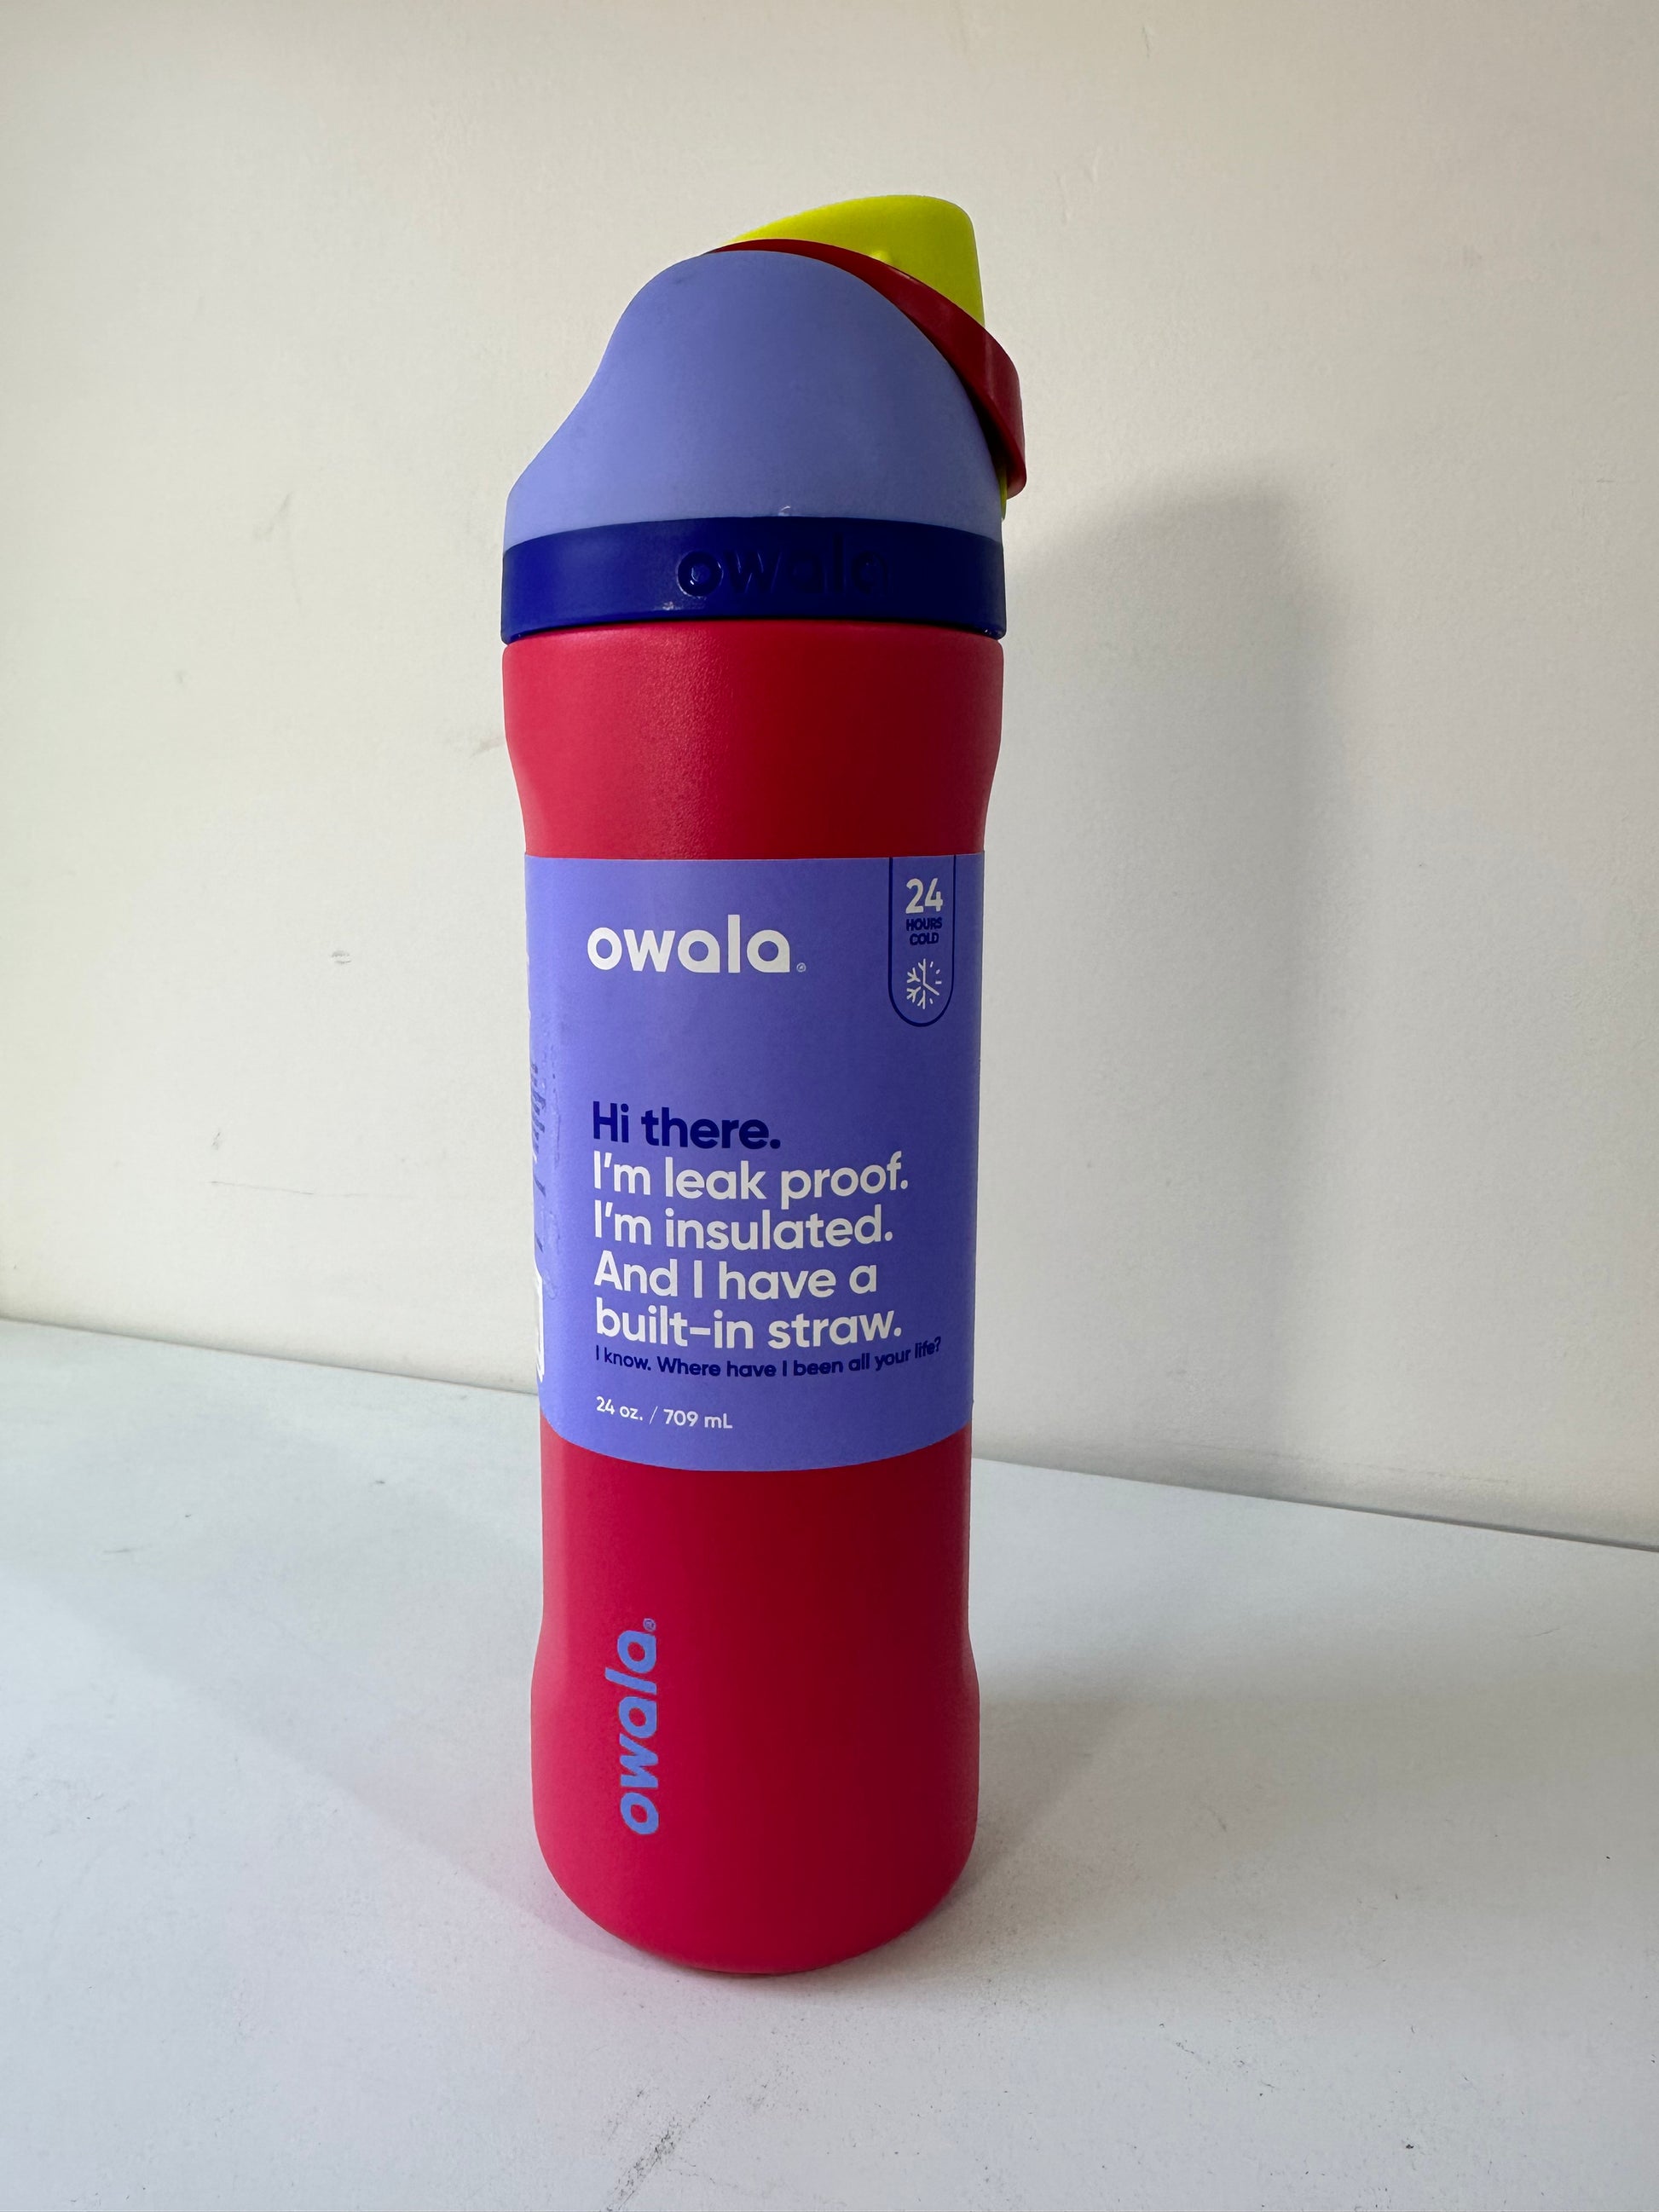 owala
owala®
24
HOURS
COLD
Hi there.
I'm leak proof.
I'm insulated.
And I have a
built-in straw.
I know. Where have I been all your life?
24 oz. / 709 mL
owala®